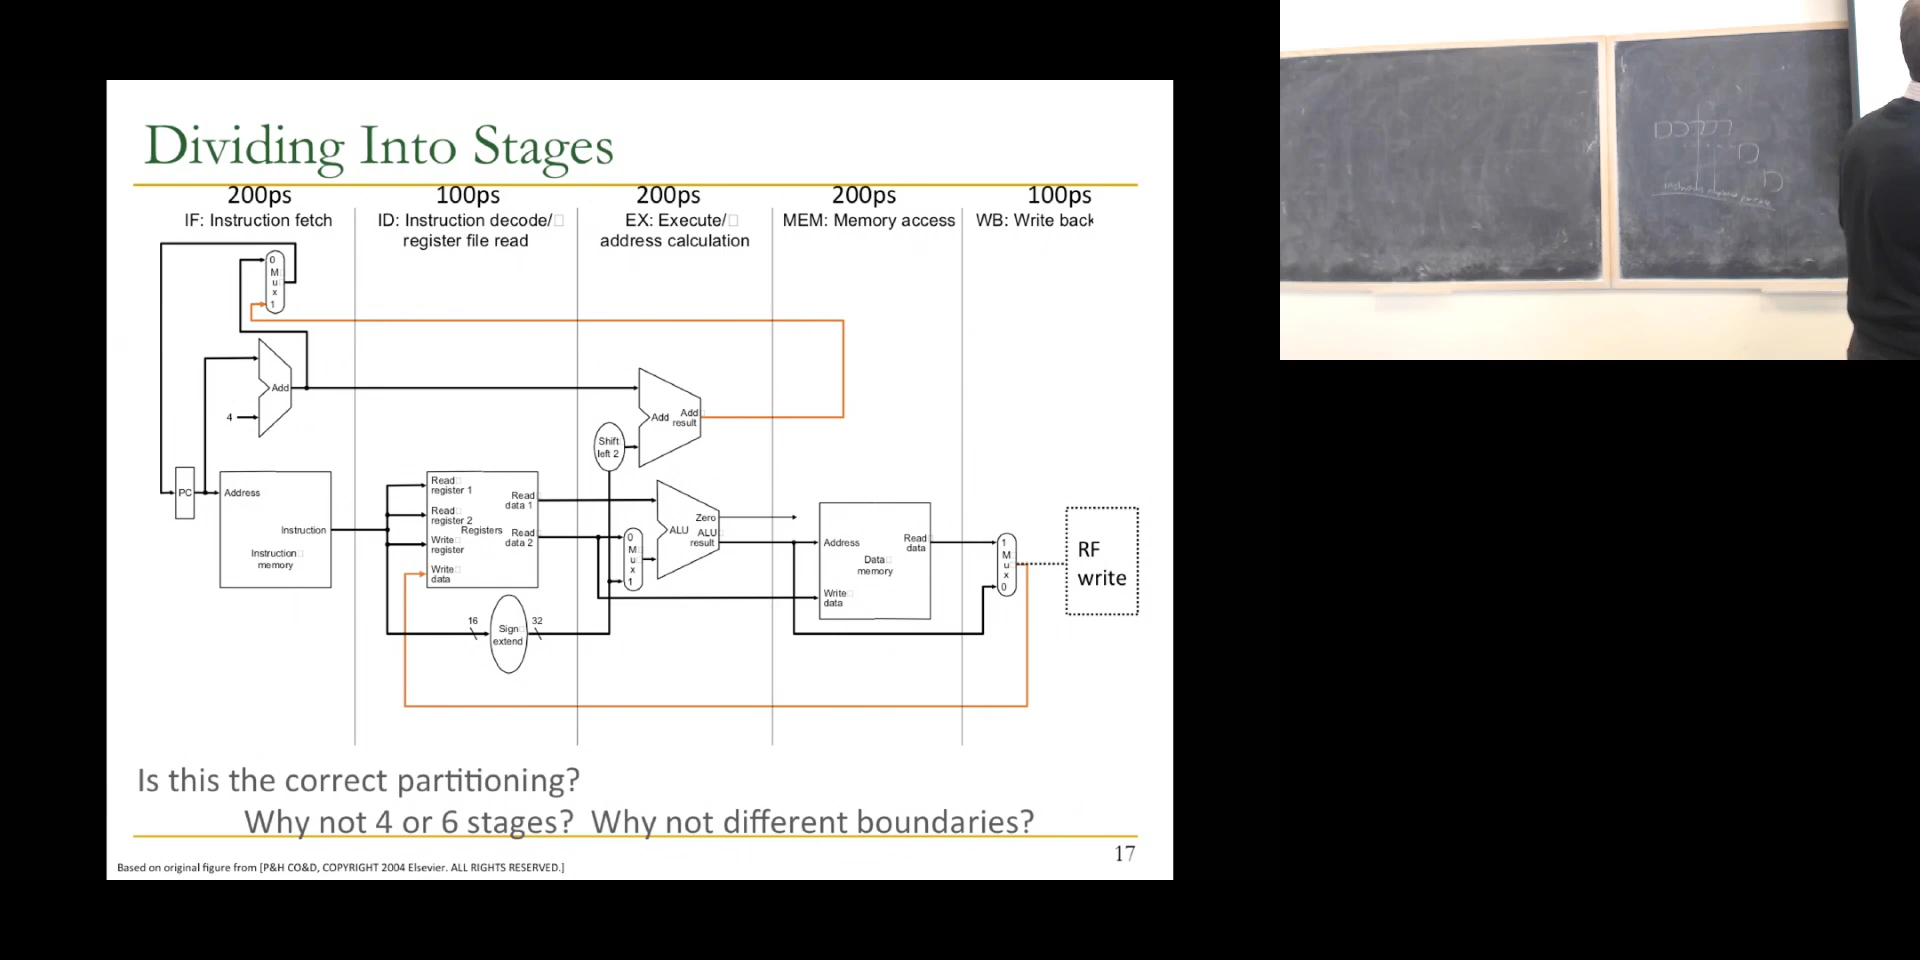 Dividing Into Stages
200ps
100ps
200ps
200ps
100ps
IF: Instruction fetch
ID: Instruction decode/
register file read
EX: Execute/
address calculation
MEM: Memory access
WB: Write back
0
M
u
x
1
Add
4
Add
Add
result
Shift
left 2
PC
Address
Instruction
Instruction
memory
Read
register 1
Read
data 1
Read
register 2
Registers
Read
data 2
Write
register
Write
data
Zero
ALU
ALU
result
0
M
u
x
1
Address
Read
data
Data
memory
Write
data
1
M
u
x
0
RF
write
16
Sign
extend
32
Is this the correct partitioning?
Why not 4 or 6 stages? Why not different boundaries?
17
Based on original figure from [P&H CO&D, COPYRIGHT 2004 Elsevier. ALL RIGHTS RESERVED.]